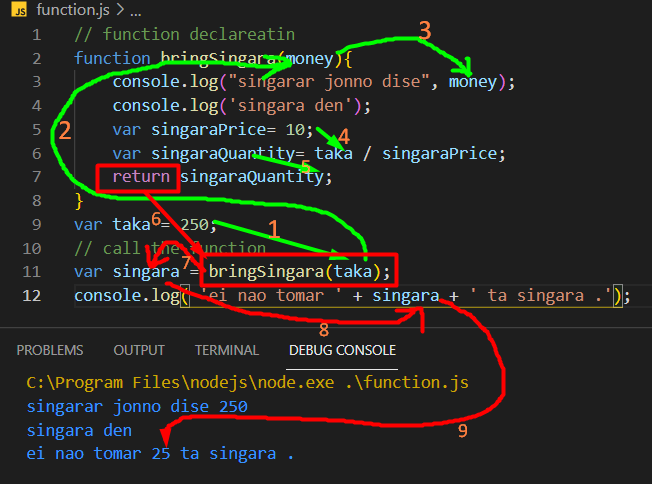 JS function.js > ...
1 // function declareatin
2 function bringSingara(money){ 3
3 console.log("singarar jonno dise", money);
4 console.log('singara den');
2 5 var singaraPrice= 10; 4
6 var singaraQuantity= taka / singaraPrice;
7 return singaraQuantity; 5
8 }
9 var taka = 250; 6 1
10 // call the function
11 var singara = bringSingara(taka); 7
12 console.log( 'ei nao tomar ' + singara + ' ta singara .');
8
PROBLEMS OUTPUT TERMINAL DEBUG CONSOLE
C:\Program Files\nodejs\node.exe .\function.js
singarar jonno dise 250
singara den 9
ei nao tomar 25 ta singara .